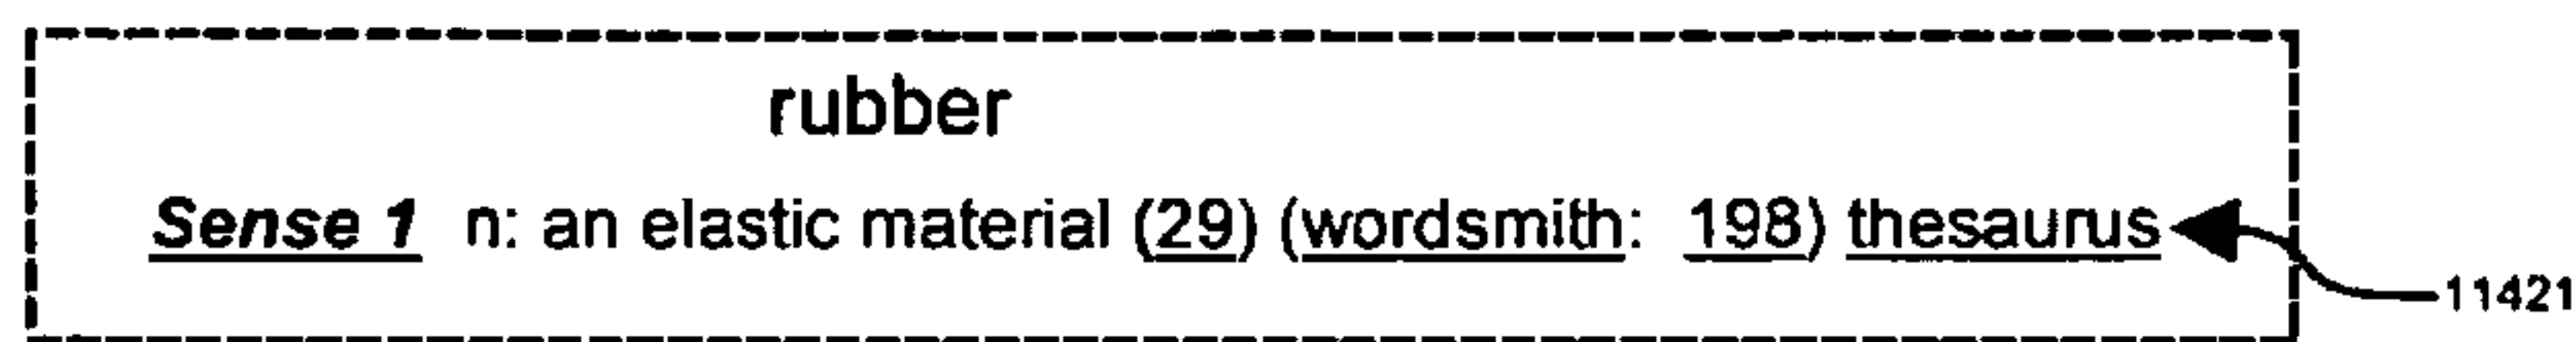 rubber
Sense 1 n: an elastic material (29) (wordsmith: 198) thesaurus
11421